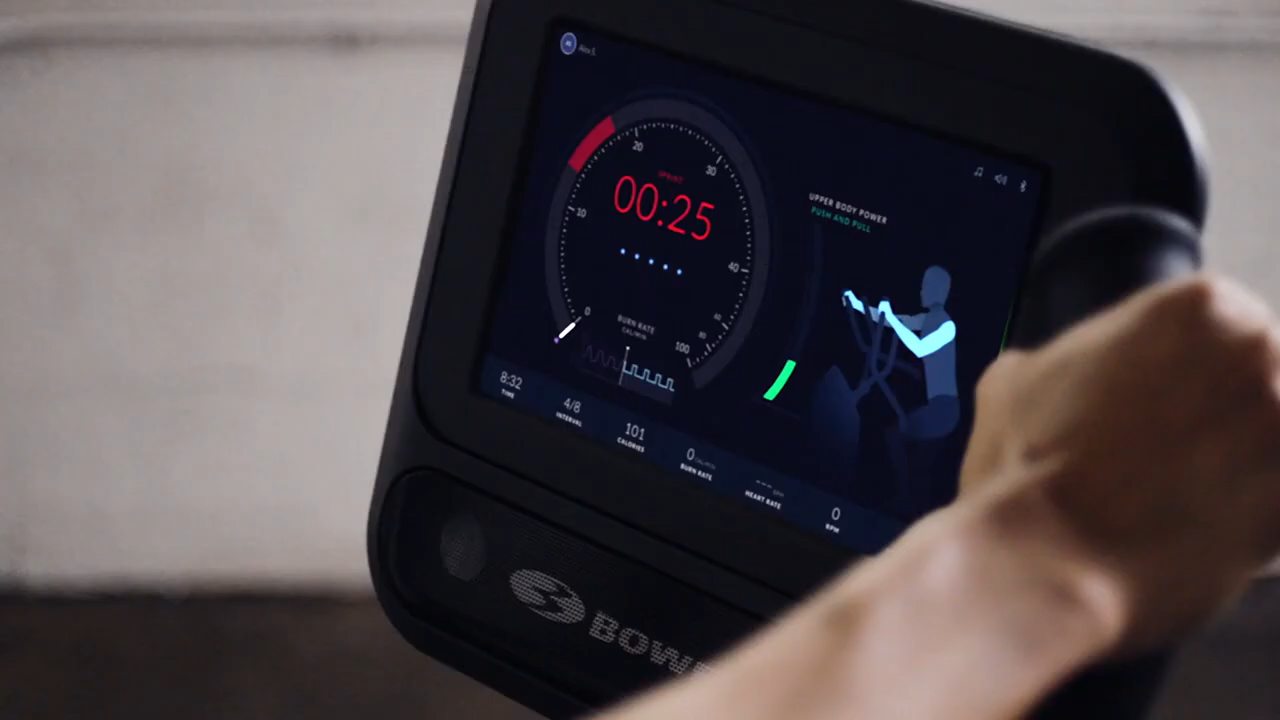 Alex S.
20
30
10
40
0
100
SPRINT
00:25
BURN RATE
CAL/MIN
UPPER BODY POWER
PUSH AND PULL
8:32
TIME
4/8
INTERVAL
101
CALORIES
0 CAL/MIN
BURN RATE
--- BPM
HEART RATE
0
RPM
BOWF